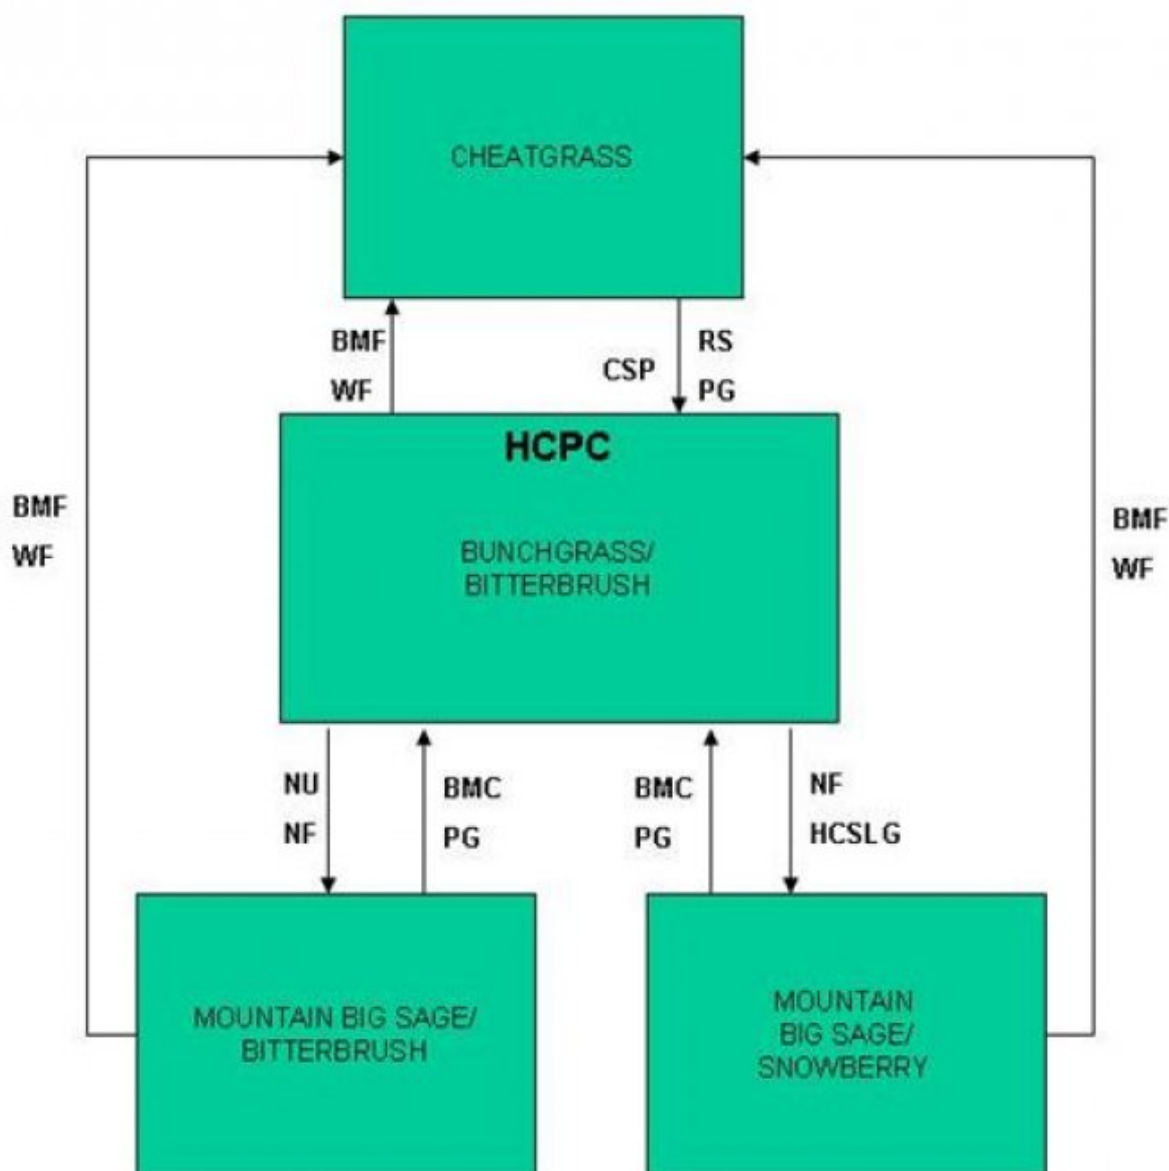 CHEATGRASS
BMF
WF
CSP
RS
PG
HCPC
BUNCHGRASS/
BITTERBRUSH
BMF
WF
BMF
WF
NU
NF
BMC
PG
BMC
PG
NF
HCSLG
MOUNTAIN BIG SAGE/
BITTERBRUSH
MOUNTAIN
BIG SAGE/
SNOWBERRY